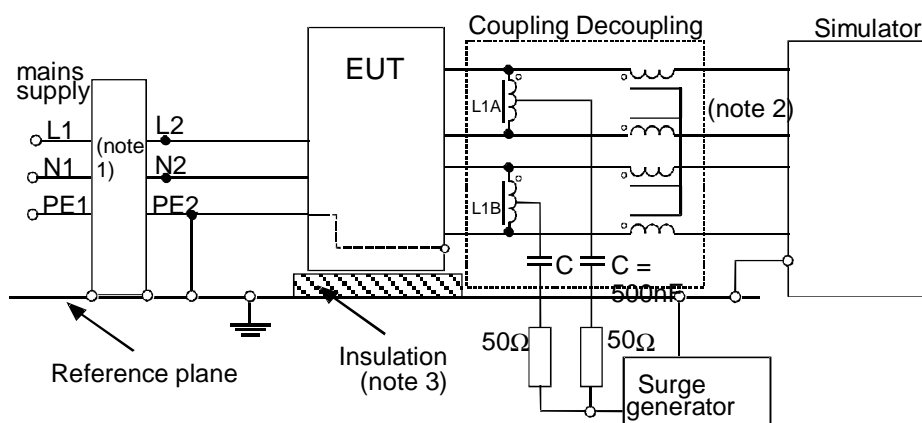 Coupling Decoupling
Simulator
EUT
mains
supply
L1
(note
1)
L2
L1A
(note 2)
N1
N2
PE1
PE2
L1B
C
C =
500nF
50Ω
50Ω
Insulation
(note 3)
Reference plane
Surge
generator